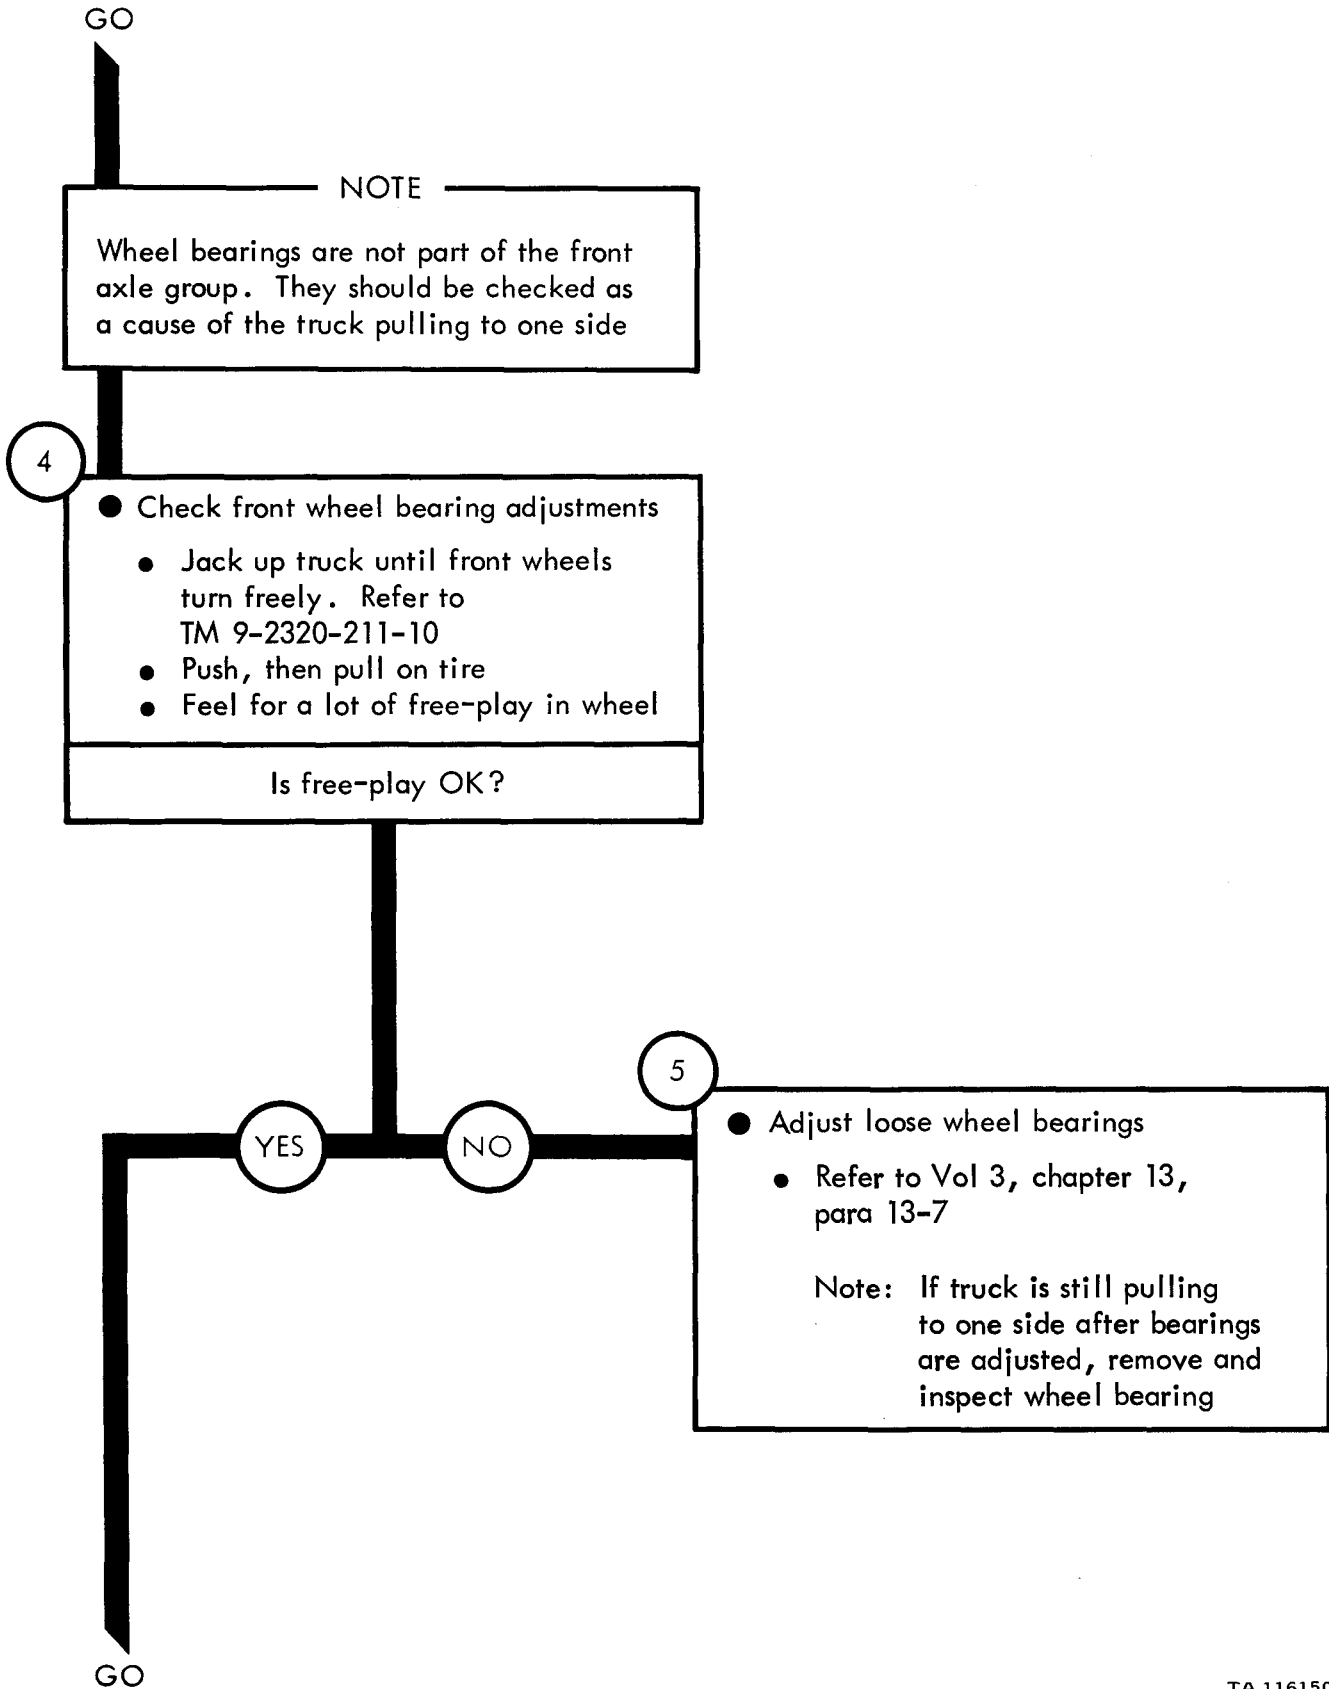 GO
NOTE
Wheel bearings are not part of the front
axle group. They should be checked as
a cause of the truck pulling to one side
4
● Check front wheel bearing adjustments
● Jack up truck until front wheels
turn freely. Refer to
TM 9-2320-211-10
● Push, then pull on tire
● Feel for a lot of free-play in wheel
Is free-play OK?
YES
NO
5
● Adjust loose wheel bearings
● Refer to Vol 3, chapter 13,
para 13-7
Note: If truck is still pulling
to one side after bearings
are adjusted, remove and
inspect wheel bearing
GO
TA 116150